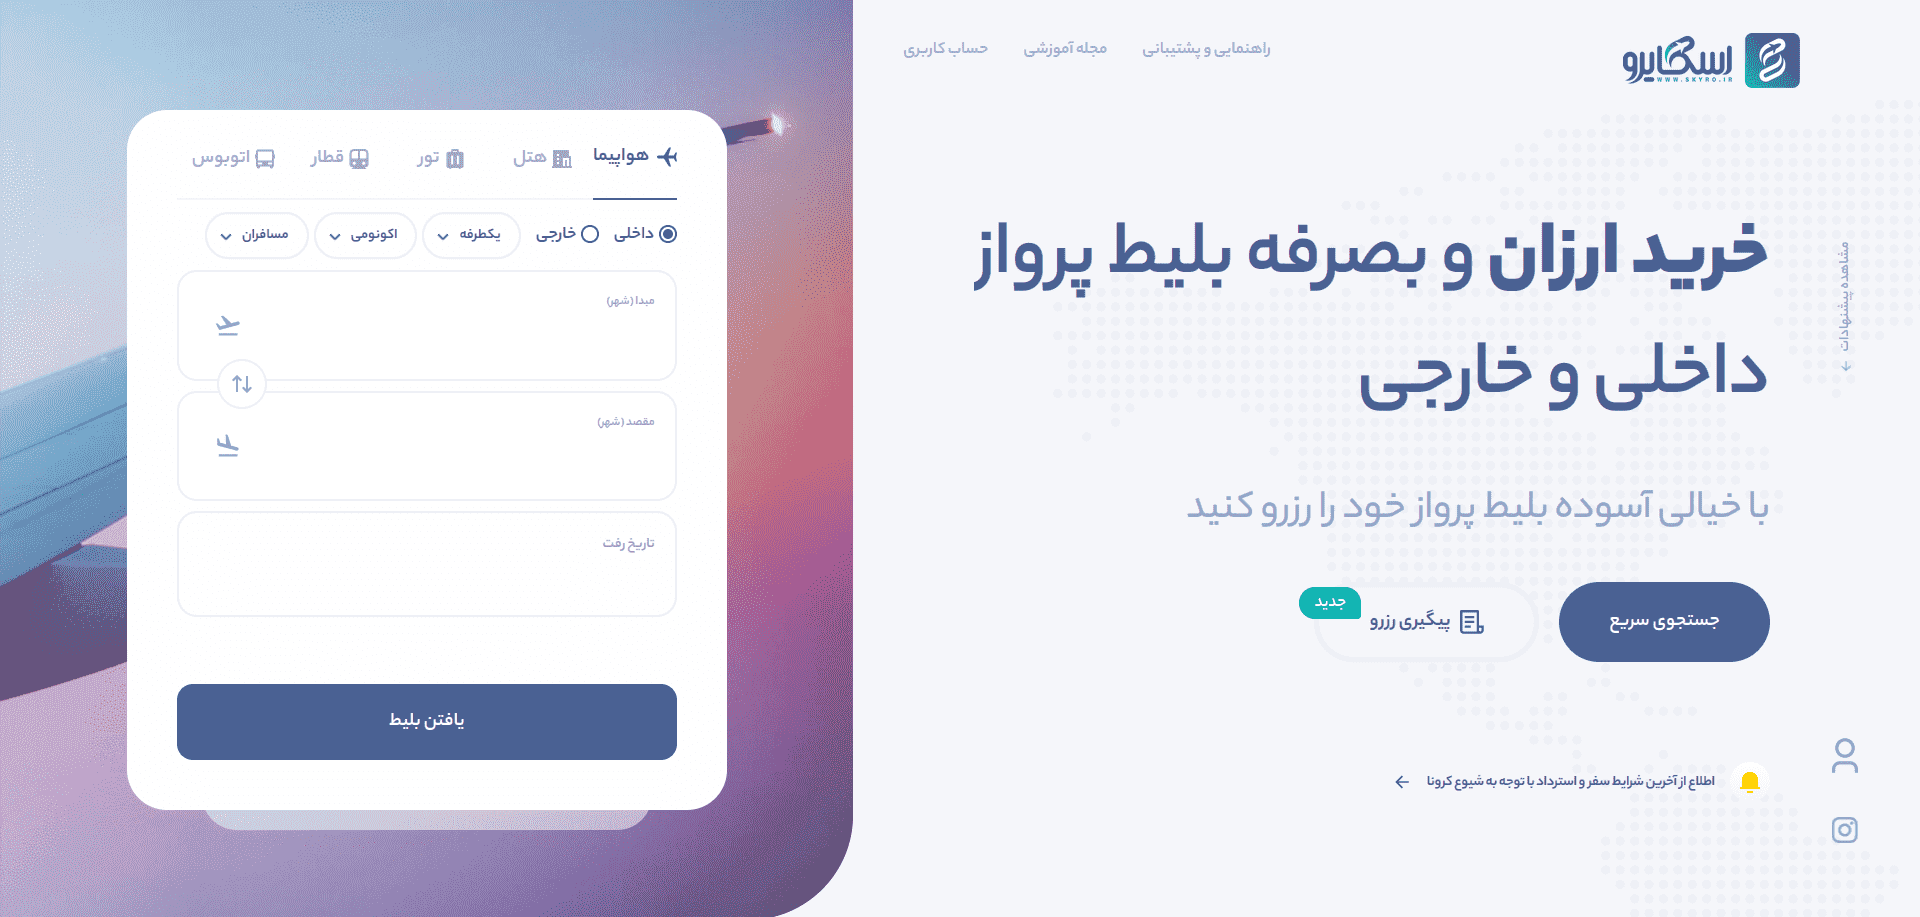 اسکایرو
WWW.SKYRO.IR
راهنمایی و پشتیبانی
مجله آموزشی
حساب کاربری
مشاهده پیشنهادات
خرید ارزان و بصرفه بلیط پرواز
داخلی و خارجی
با خیالی آسوده بلیط پرواز خود را رزرو کنید
جستجوی سریع
پیگیری رزرو
جدید
اطلاع از آخرین شرایط سفر و استرداد با توجه به شیوع کرونا
هواپیما
هتل
تور
قطار
اتوبوس
داخلی
خارجی
یکطرفه
اکونومی
مسافران
مبدا (شهر)
مقصد (شهر)
تاریخ رفت
یافتن بلیط